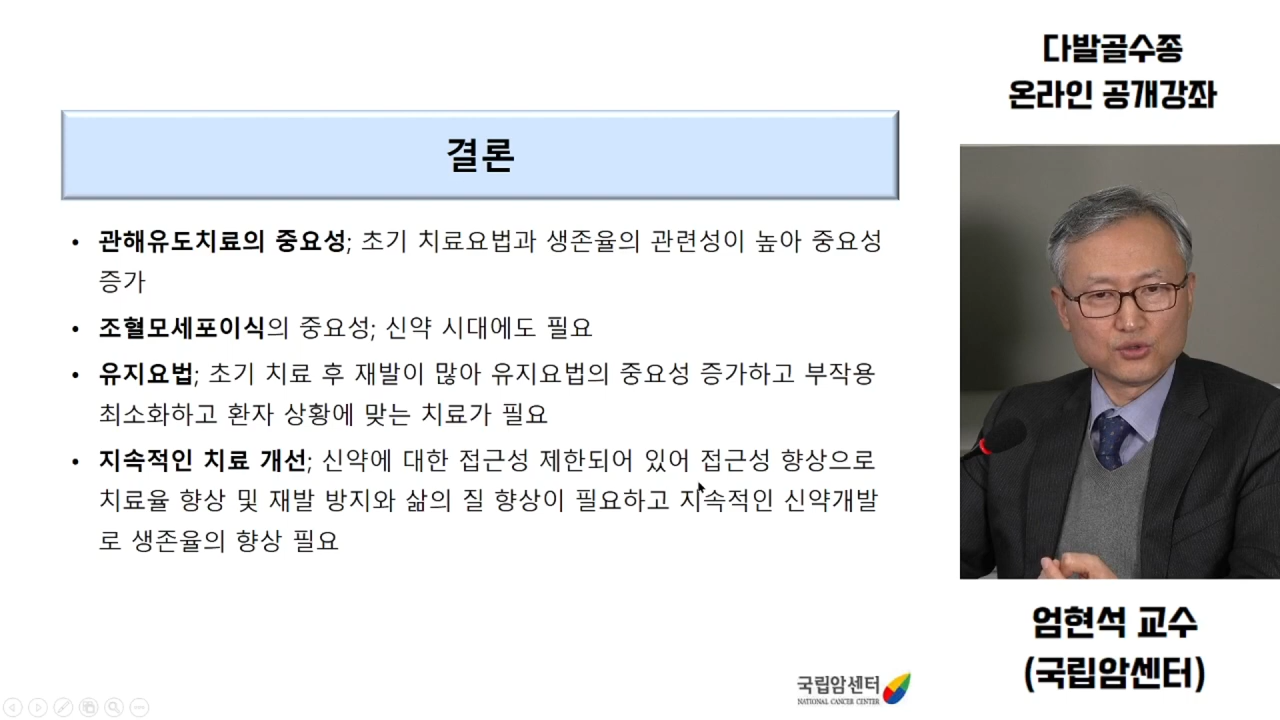 다발골수종
온라인 공개강좌
결론
• 관해유도치료의 중요성; 초기 치료요법과 생존율의 관련성이 높아 중요성
증가
• 조혈모세포이식의 중요성; 신약 시대에도 필요
• 유지요법; 초기 치료 후 재발이 많아 유지요법의 중요성 증가하고 부작용
최소화하고 환자 상황에 맞는 치료가 필요
• 지속적인 치료 개선; 신약에 대한 접근성 제한되어 있어 접근성 향상으로
치료율 향상 및 재발 방지와 삶의 질 향상이 필요하고 지속적인 신약개발
로 생존율의 향상 필요
엄현석 교수
(국립암센터)
국립암센터
NATIONAL CANCER CENTER